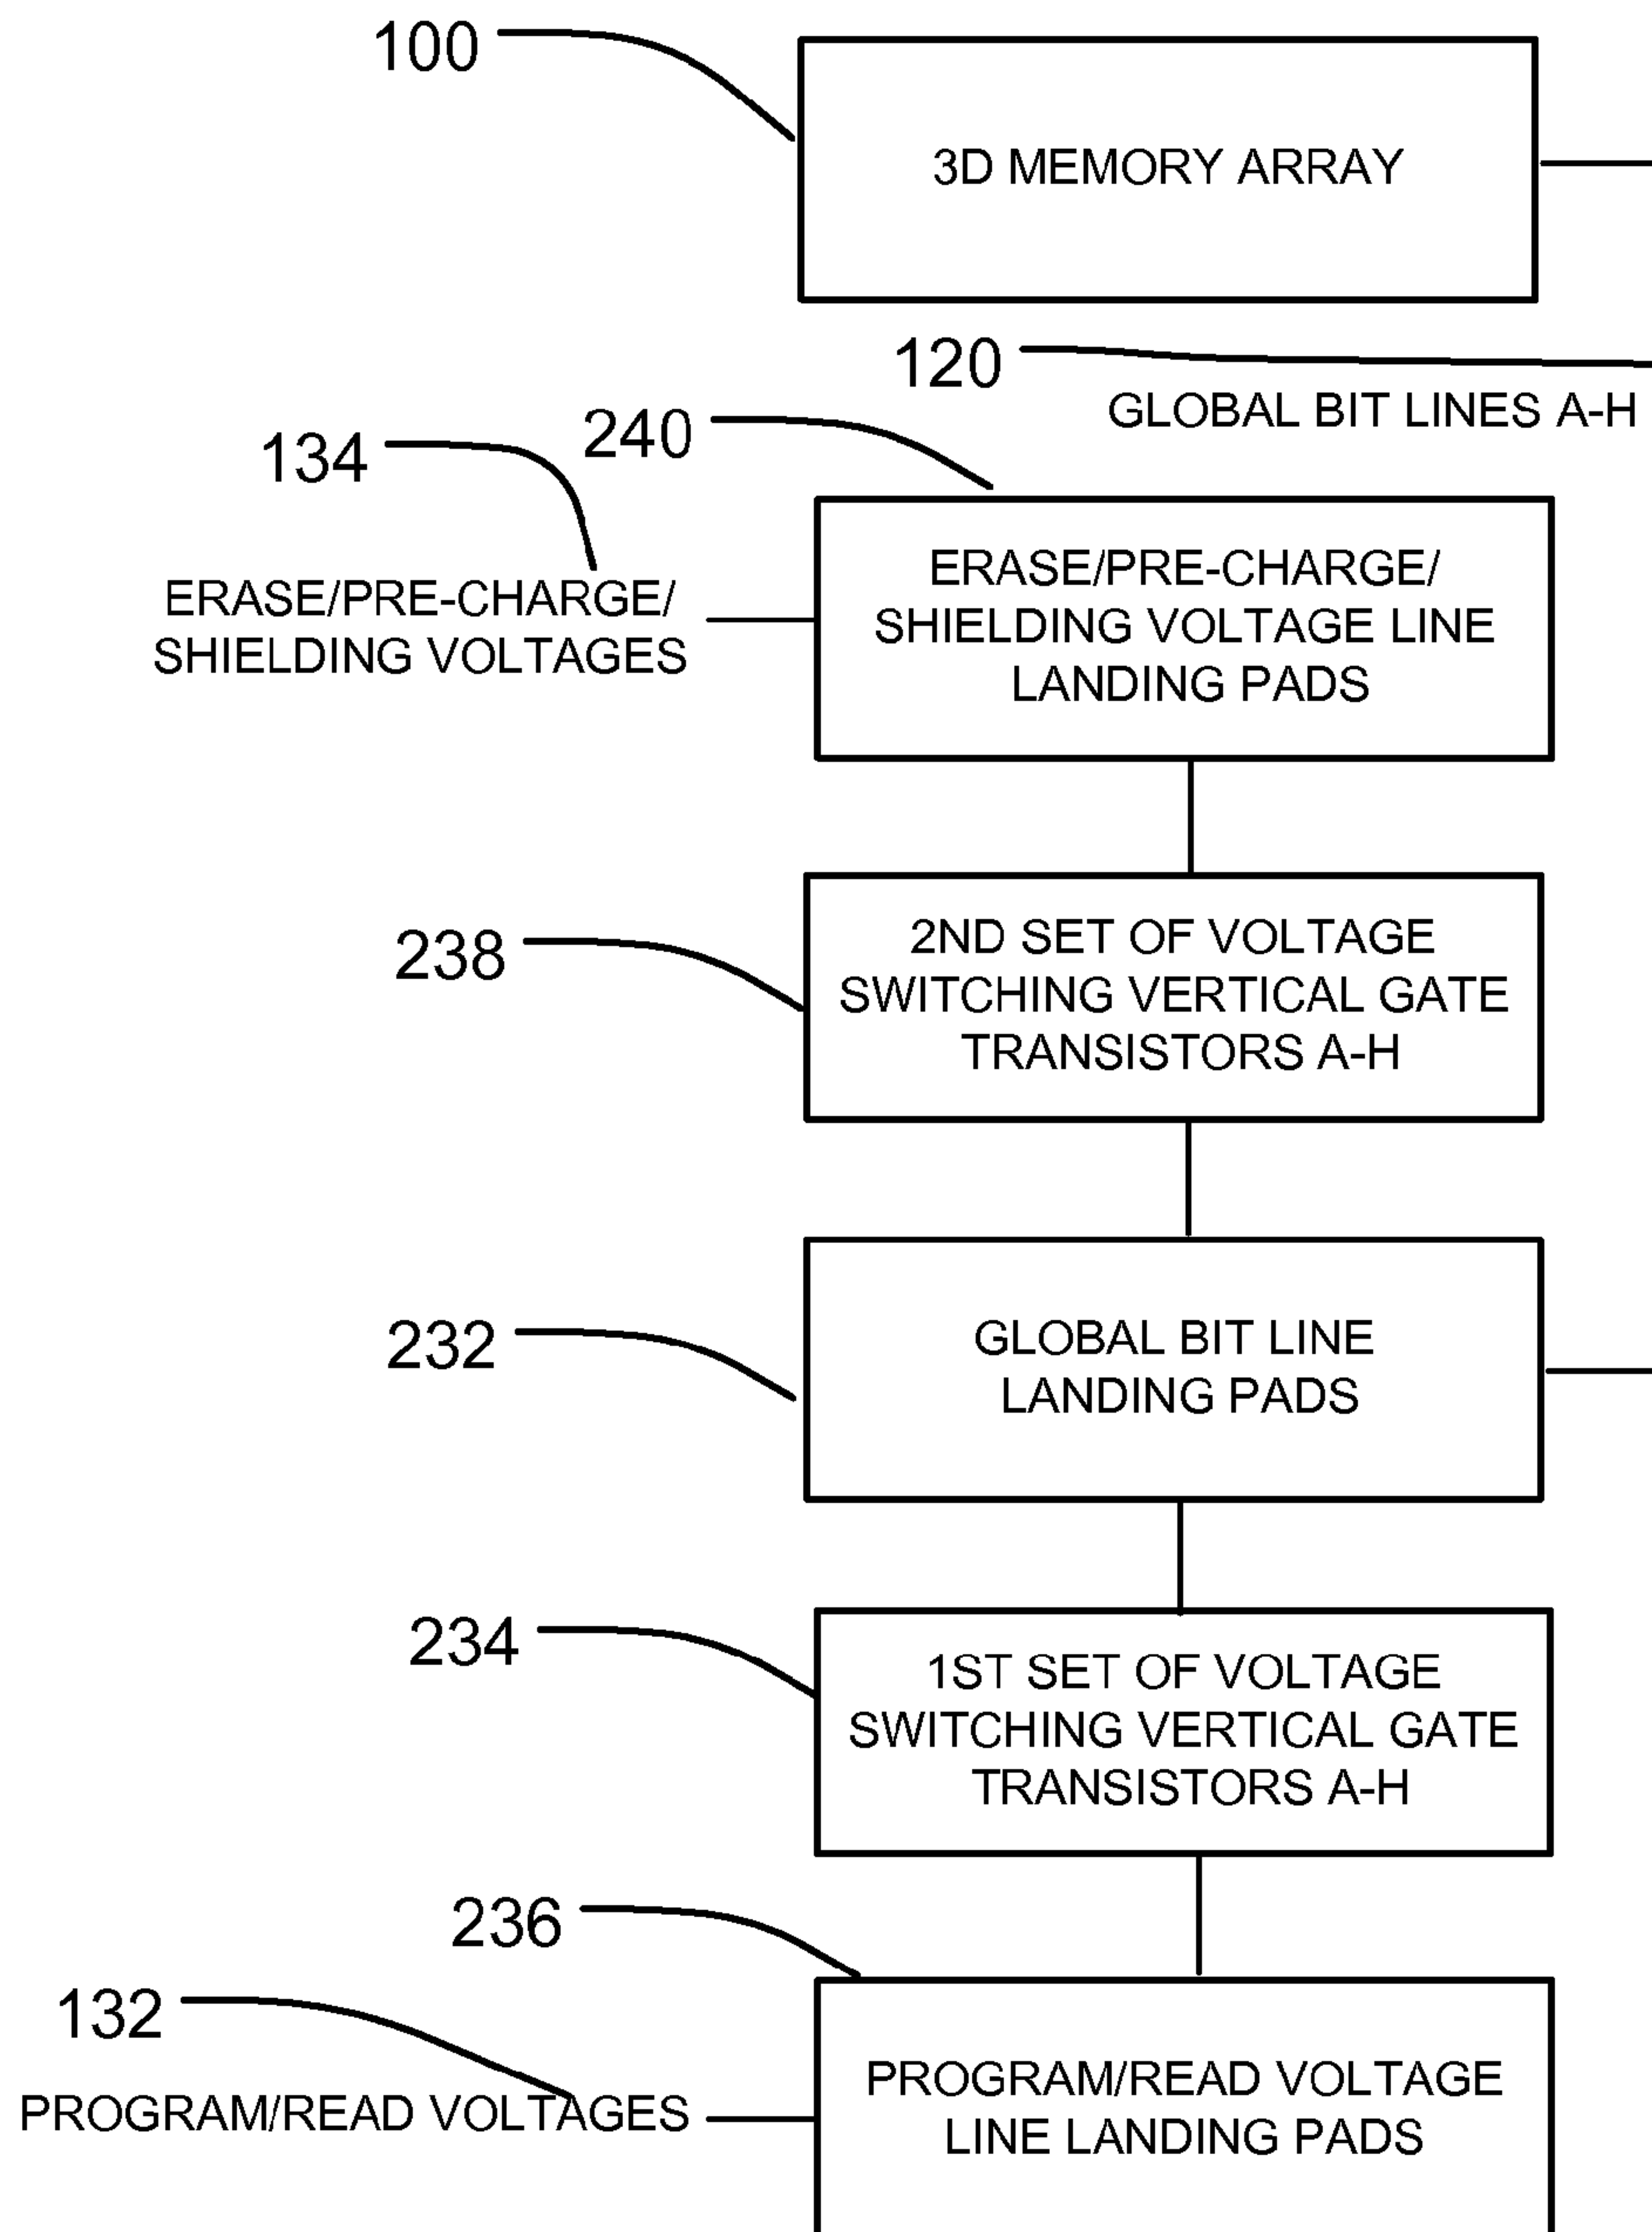 100
3D MEMORY ARRAY
120
GLOBAL BIT LINES A-H
240
134
ERASE/PRE-CHARGE/
SHIELDING VOLTAGES
ERASE/PRE-CHARGE/
SHIELDING VOLTAGE LINE
LANDING PADS
238
2ND SET OF VOLTAGE
SWITCHING VERTICAL GATE
TRANSISTORS A-H
232
GLOBAL BIT LINE
LANDING PADS
234
1ST SET OF VOLTAGE
SWITCHING VERTICAL GATE
TRANSISTORS A-H
236
132
PROGRAM/READ VOLTAGES
PROGRAM/READ VOLTAGE
LINE LANDING PADS